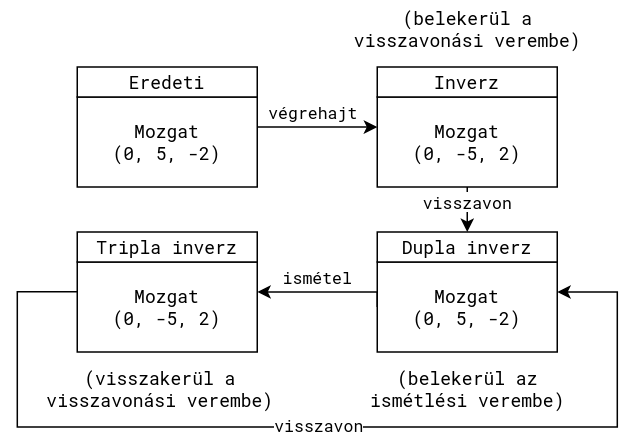 (belekerül a
visszavonási verembe)
Eredeti
Mozgat
(0, 5, -2)
végrehajt
Inverz
Mozgat
(0, -5, 2)
visszavon
Tripla inverz
Mozgat
(0, -5, 2)
ismétel
Dupla inverz
Mozgat
(0, 5, -2)
(visszakerül a
visszavonási verembe)
(belekerül az
ismétlési verembe)
visszavon